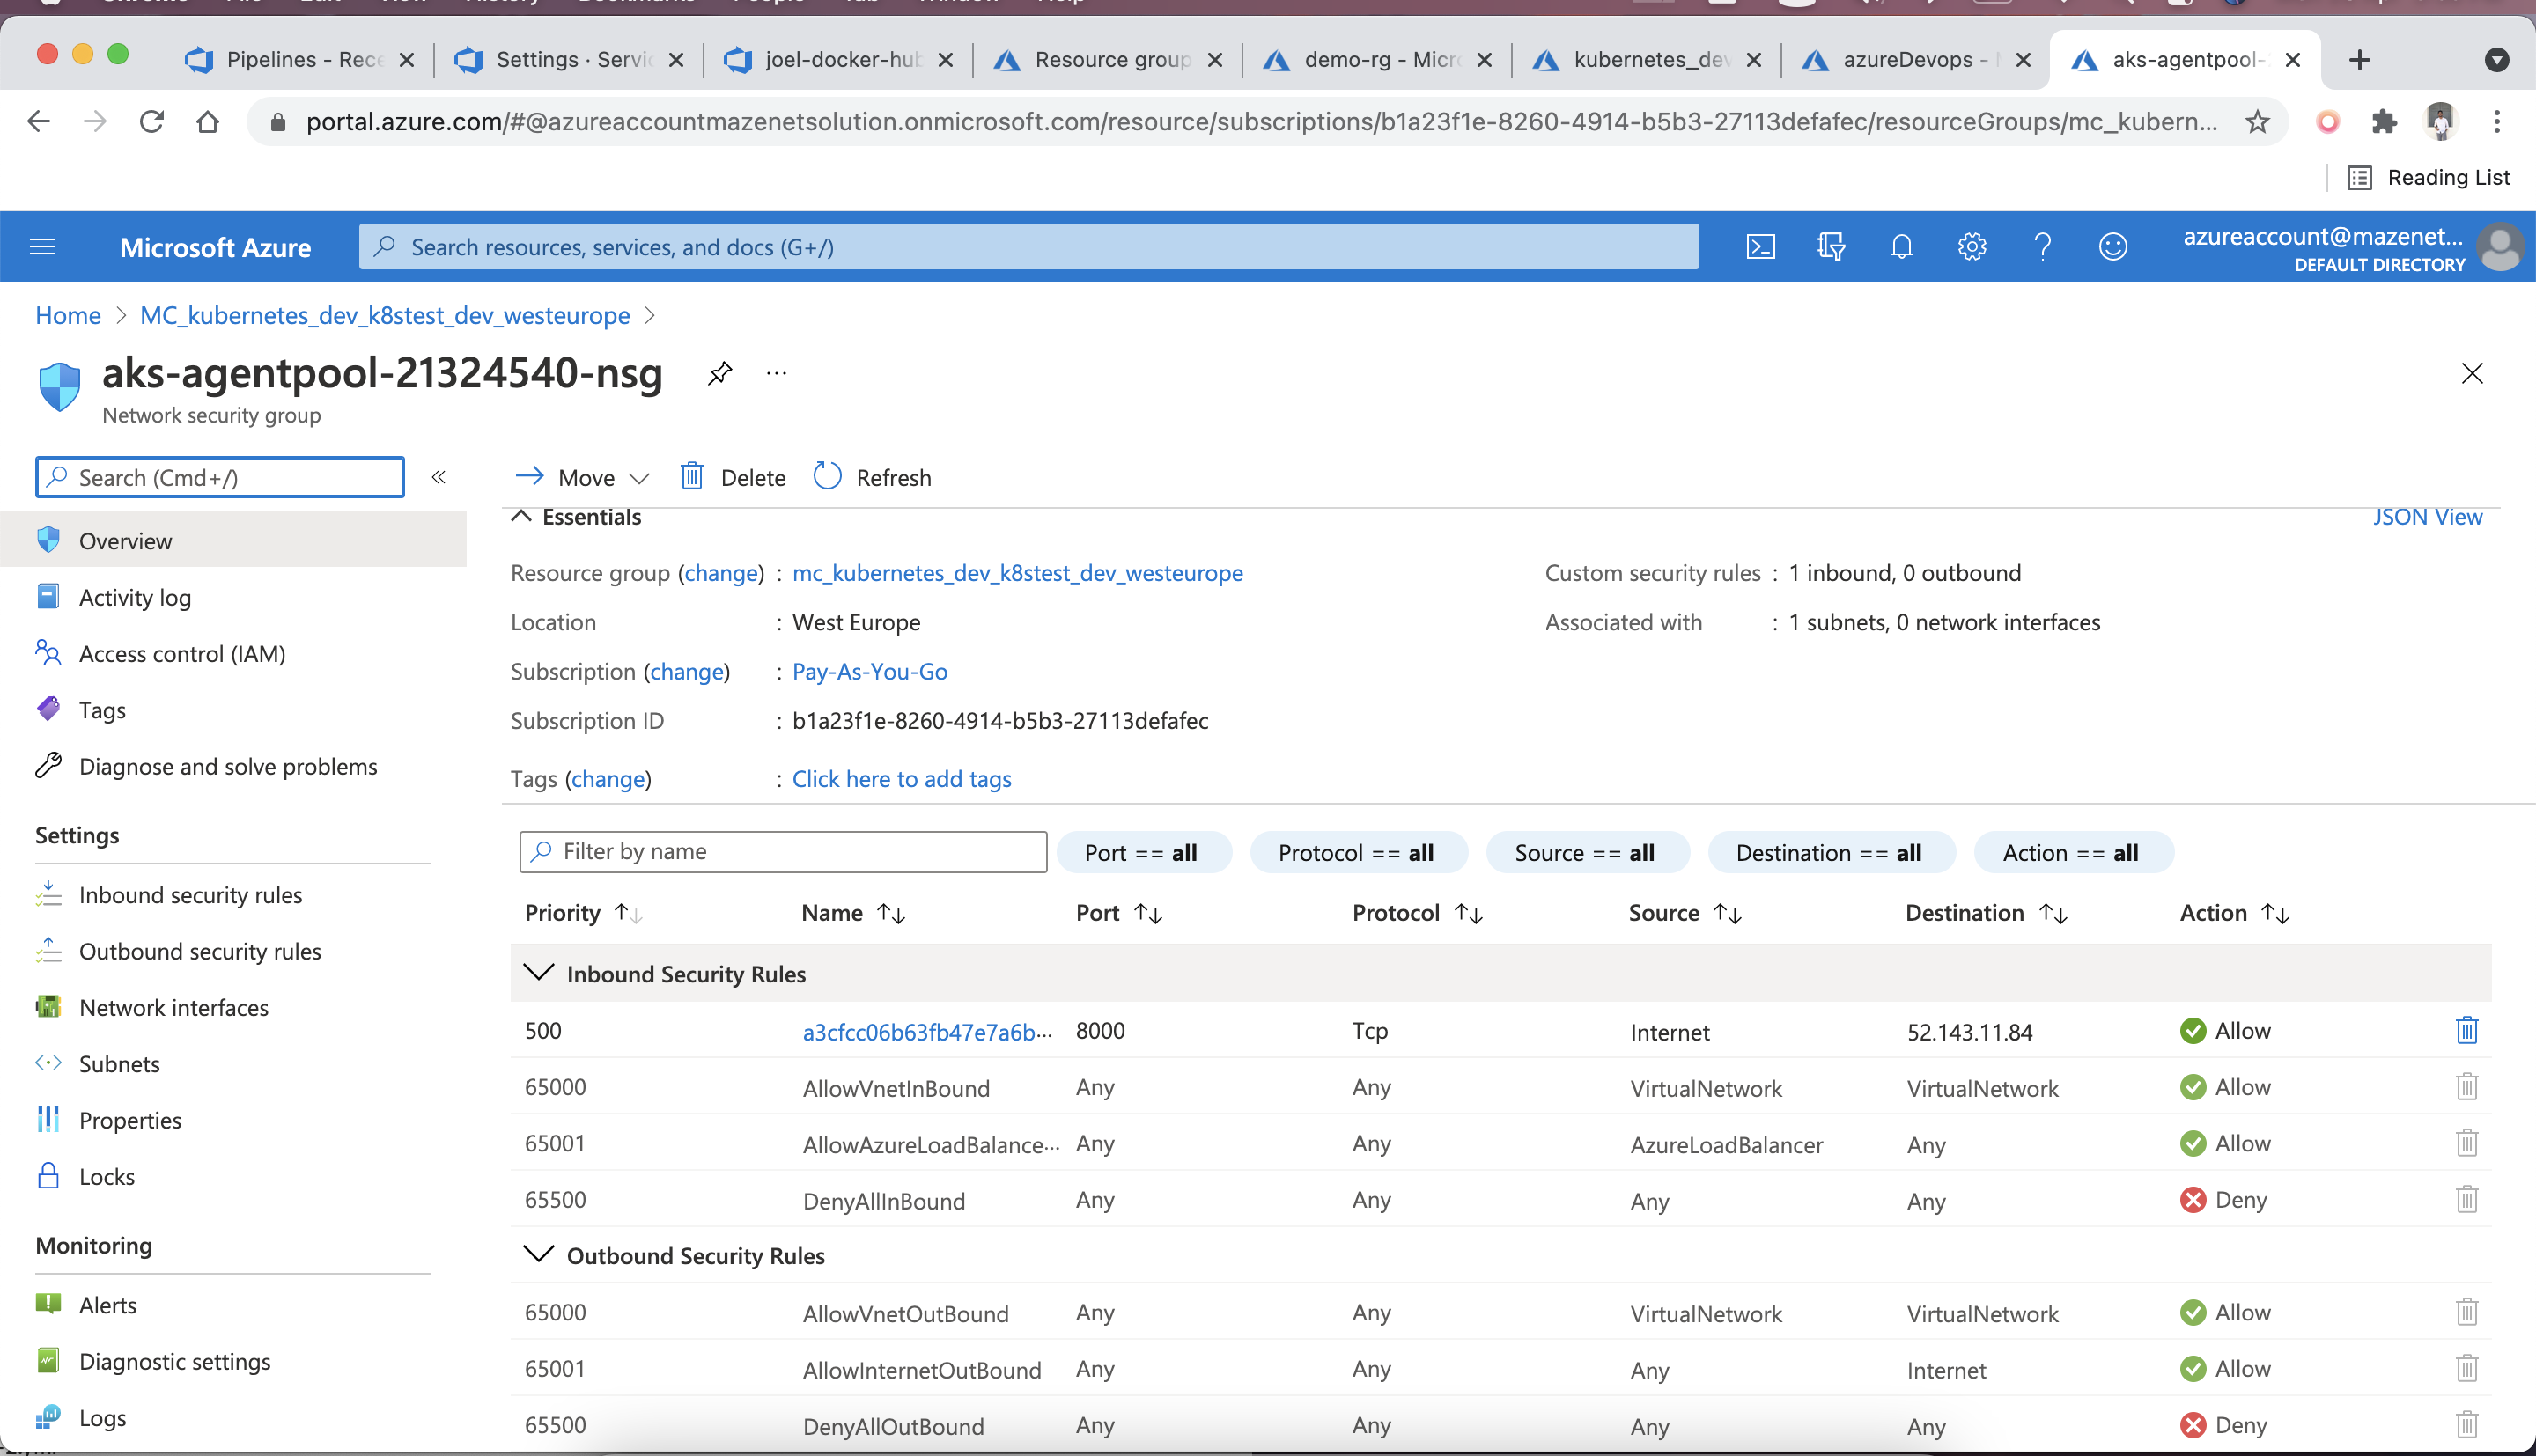 Pipelines - Rece
Settings · Servic
joel-docker-hub
Resource group
demo-rg - Micro
kubernetes_dev
azureDevops -
aks-agentpool-
portal.azure.com/#@azureaccountmazenetsolution.onmicrosoft.com/resource/subscriptions/b1a23f1e-8260-4914-b5b3-27113defafec/resourceGroups/mc_kubern...
Reading List
Microsoft Azure
Search resources, services, and docs (G+/)
azureaccount@mazenet...
DEFAULT DIRECTORY
Home > MC_kubernetes_dev_k8stest_dev_westeurope >
aks-agentpool-21324540-nsg
Network security group
Search (Cmd+/)
Overview
Activity log
Access control (IAM)
Tags
Diagnose and solve problems
Settings
Inbound security rules
Outbound security rules
Network interfaces
Subnets
Properties
Locks
Monitoring
Alerts
Diagnostic settings
Logs
Move
Delete
Refresh
Essentials
JSON View
Resource group (change) : mc_kubernetes_dev_k8stest_dev_westeurope
Location : West Europe
Subscription (change) : Pay-As-You-Go
Subscription ID : b1a23f1e-8260-4914-b5b3-27113defafec
Tags (change) : Click here to add tags
Custom security rules : 1 inbound, 0 outbound
Associated with : 1 subnets, 0 network interfaces
Filter by name
Port == all
Protocol == all
Source == all
Destination == all
Action == all
Priority Name Port Protocol Source Destination Action
Inbound Security Rules
500 a3cfcc06b63fb47e7a6b··· 8000 Tcp Internet 52.143.11.84 Allow
65000 AllowVnetInBound Any Any VirtualNetwork VirtualNetwork Allow
65001 AllowAzureLoadBalance··· Any Any AzureLoadBalancer Any Allow
65500 DenyAllInBound Any Any Any Any Deny
Outbound Security Rules
65000 AllowVnetOutBound Any Any VirtualNetwork VirtualNetwork Allow
65001 AllowInternetOutBound Any Any Any Internet Allow
65500 DenyAllOutBound Any Any Any Any Deny